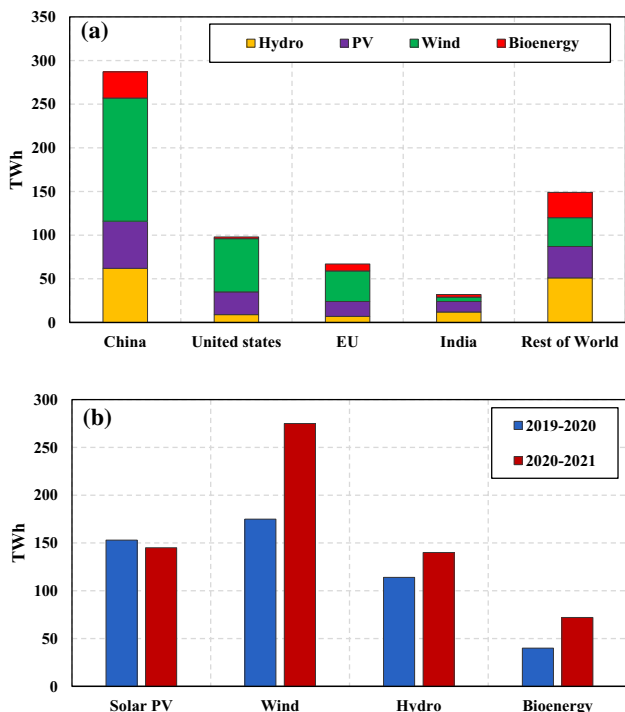 350
(a)
Hydro PV Wind Bioenergy
300
250
200
TWh
150
100
50
0
China United states EU India Rest of World
300
(b)
2019-2020
250
2020-2021
200
TWh
150
100
50
0
Solar PV Wind Hydro Bioenergy